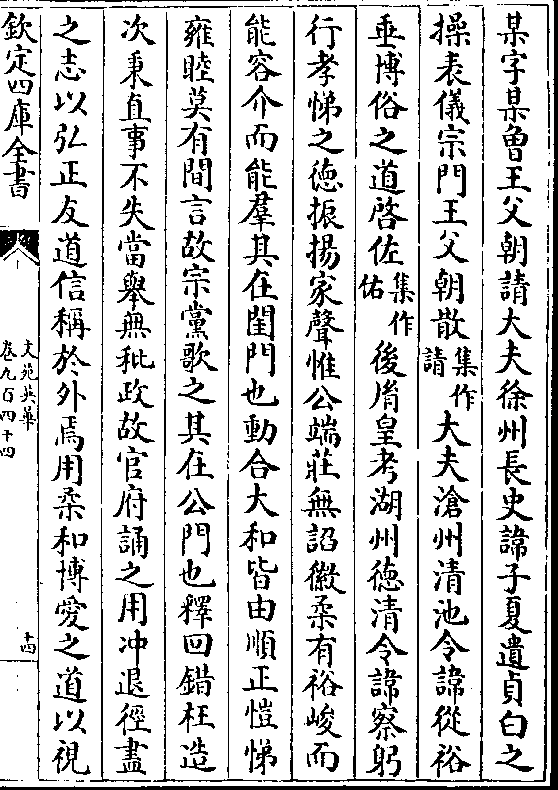 某字某魯王父朝請大夫徐州長史諱子夏遺貞白之
操表儀宗門王父朝散集作請大夫滄州清池令諱從裕
垂博俗之道啓佐集作佑後胤皇考湖州德清令諱察躬
行孝悌之德振揚家聲惟公端莊無諂徽柔有裕峻而
能容介而能羣其在閨門也動合大和皆由順正愷悌
雍睦莫有間言故宗黨歌之其在公門也釋回錯枉造
次秉直事不失當舉無秕政故官府誦之用冲退徑盡
之志以弘正友道信稱於外焉用柔和博愛之道以視
欽定四庫全書
文苑英華
卷九百四十四
十四